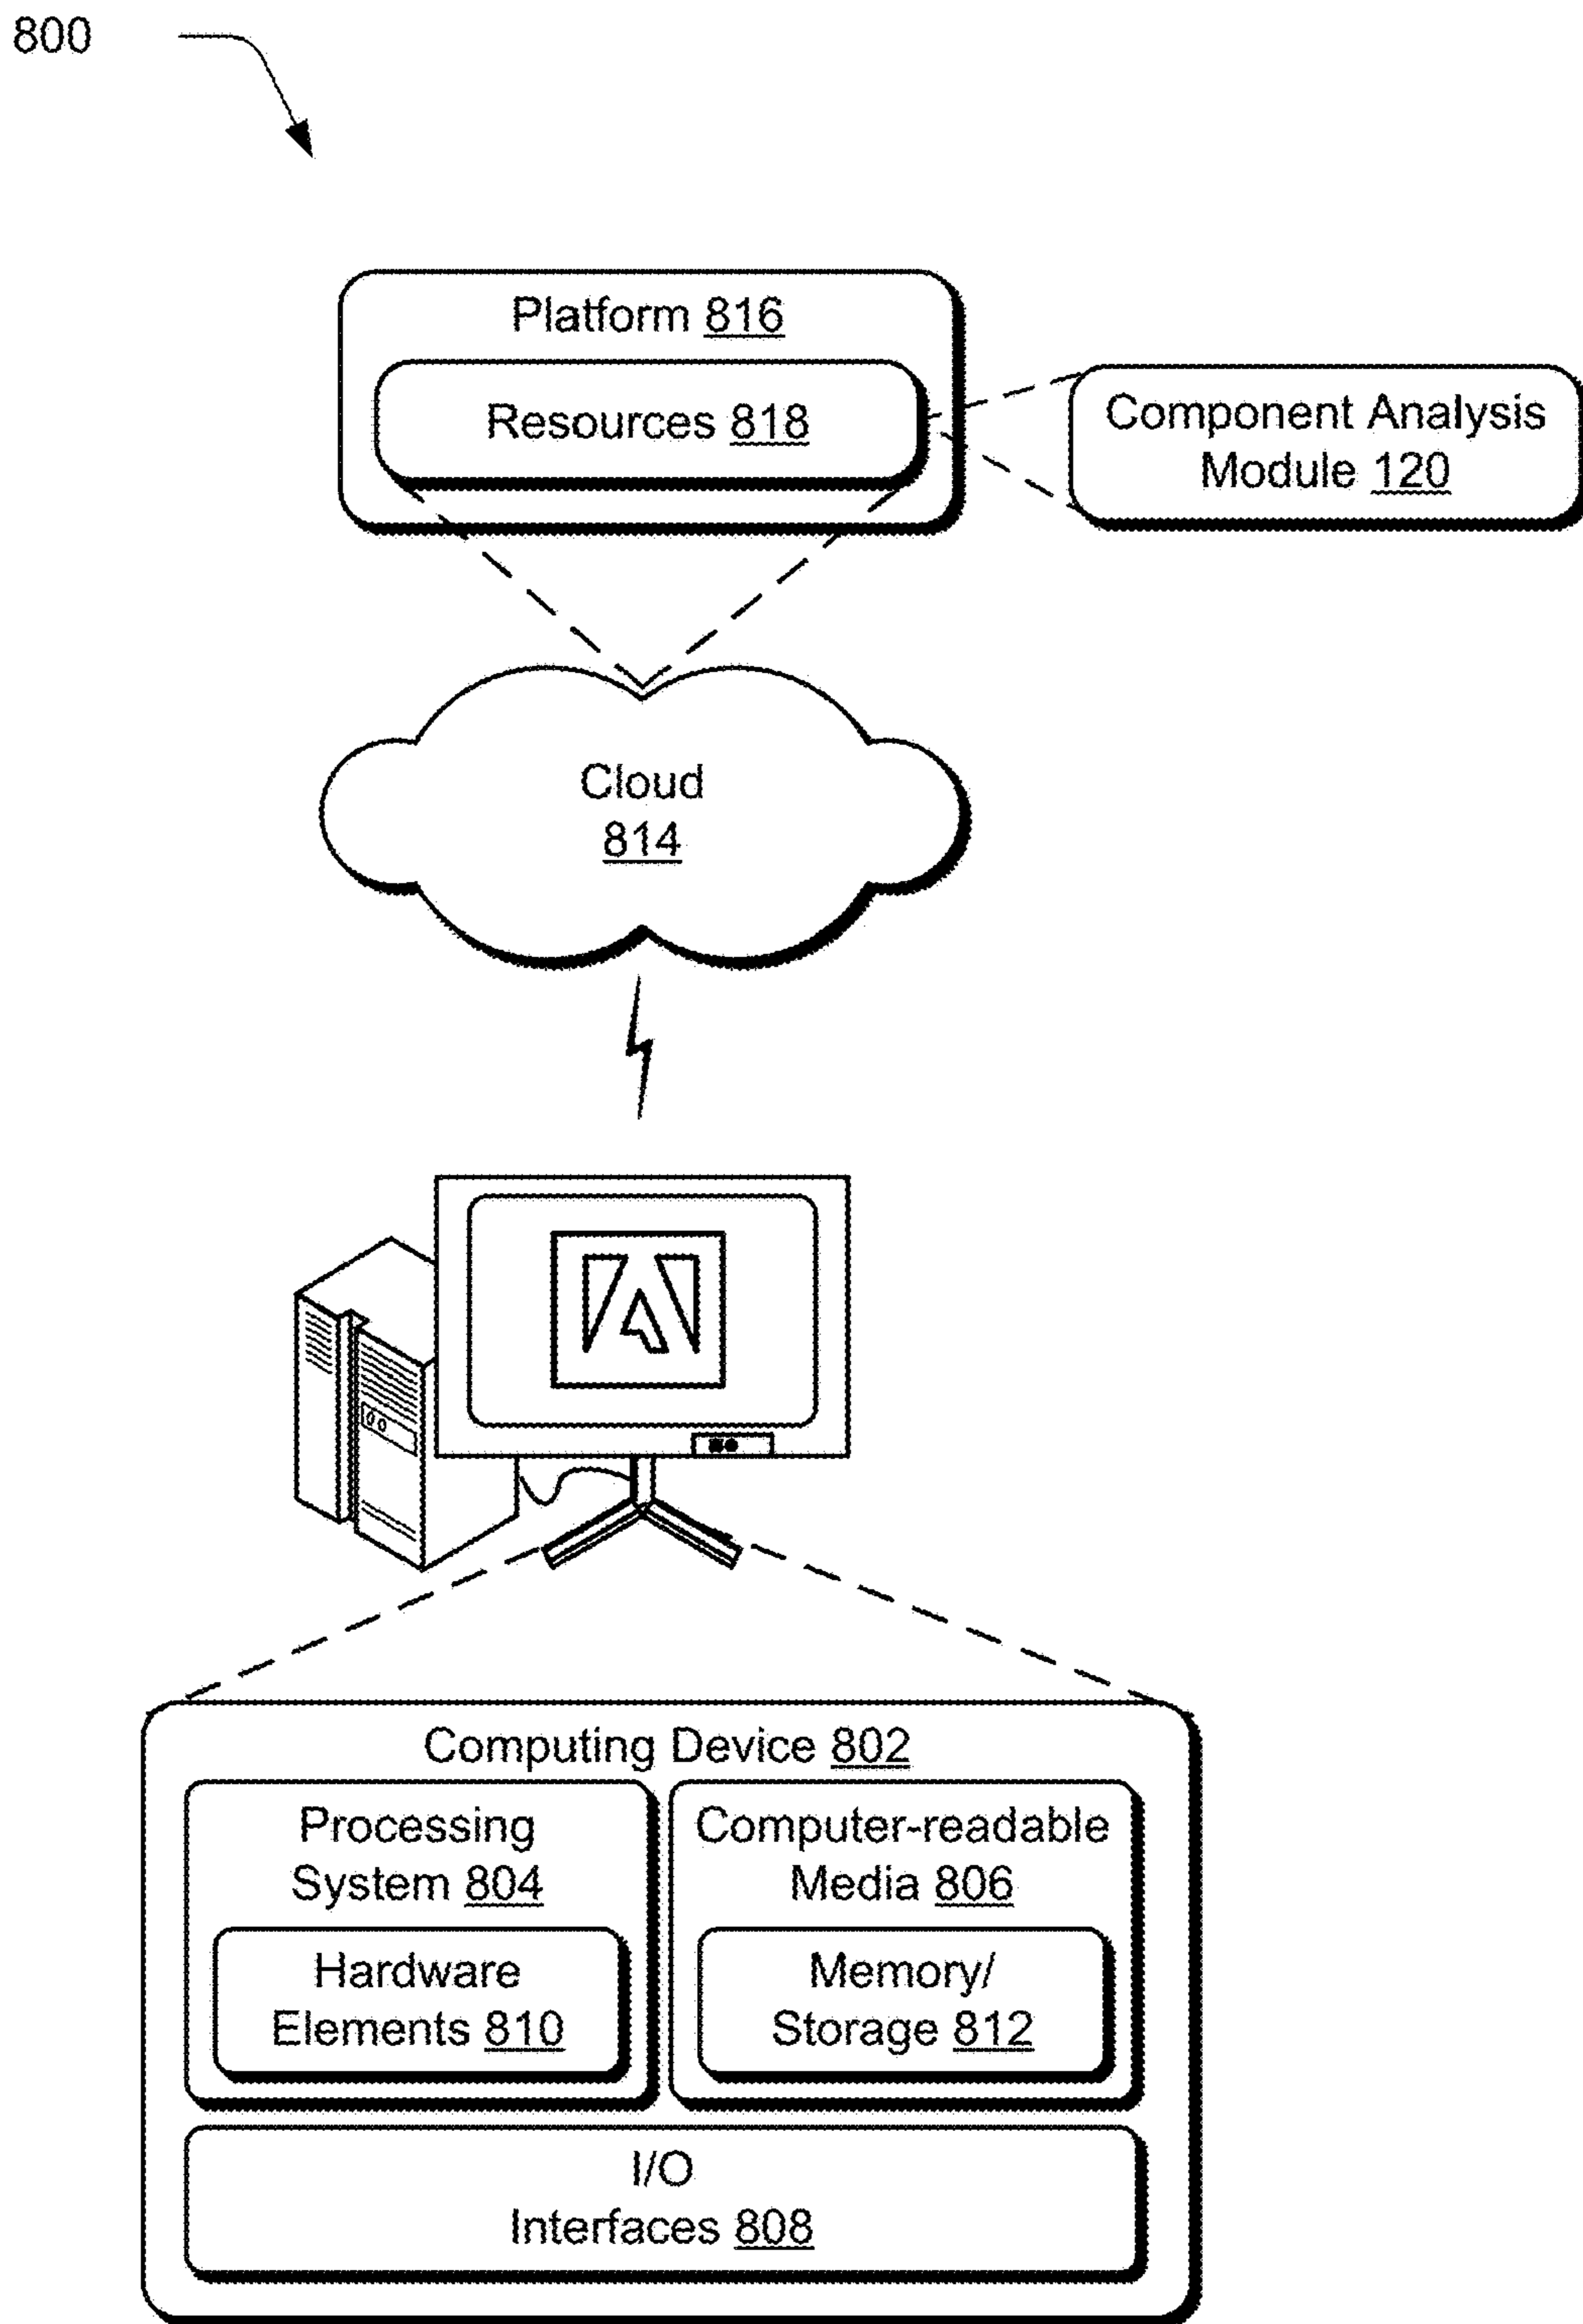 800
Platform 816
Resources 818
Component Analysis
Module 120
Cloud
814
Computing Device 802
Processing
System 804
Hardware
Elements 810
Computer-readable
Media 806
Memory/
Storage 812
I/O
Interfaces 808